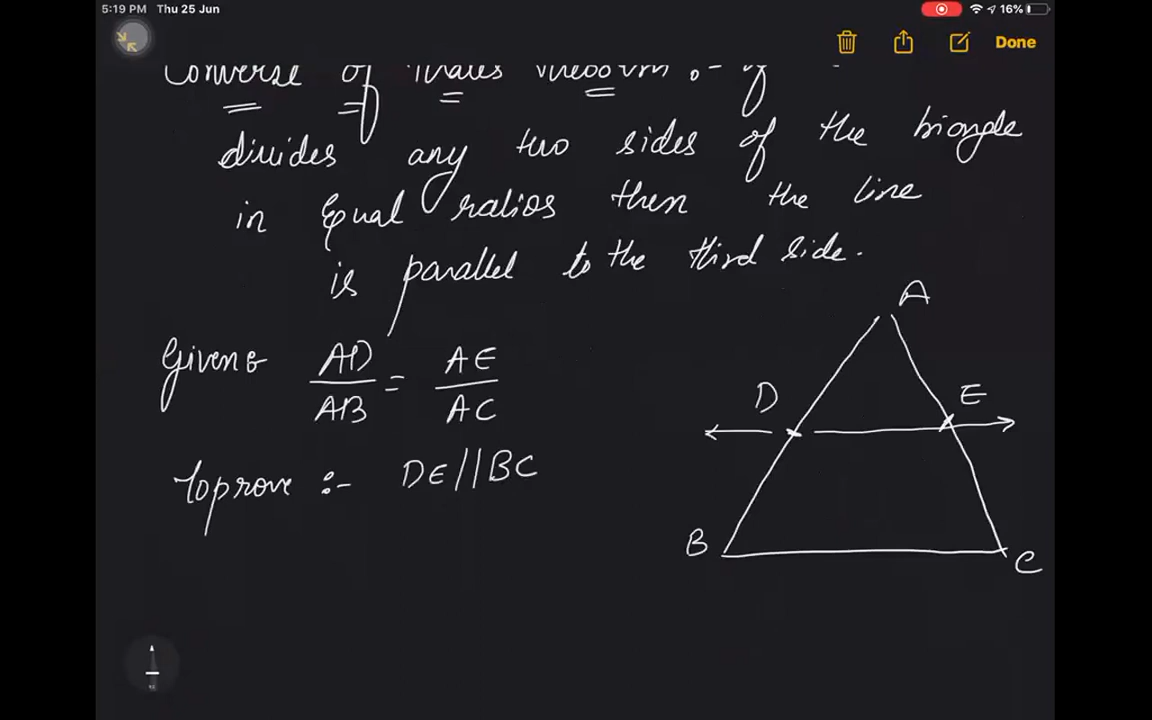 5:19 PM Thu 25 Jun
16%
Done
Converse of Thales Theorem :- If
divides any two sides of the triangle
in Equal ratios then the line
is parallel to the third side.
Given :- AD/AB = AE/AC
To prove :- DE//BC
A
D
E
B
C